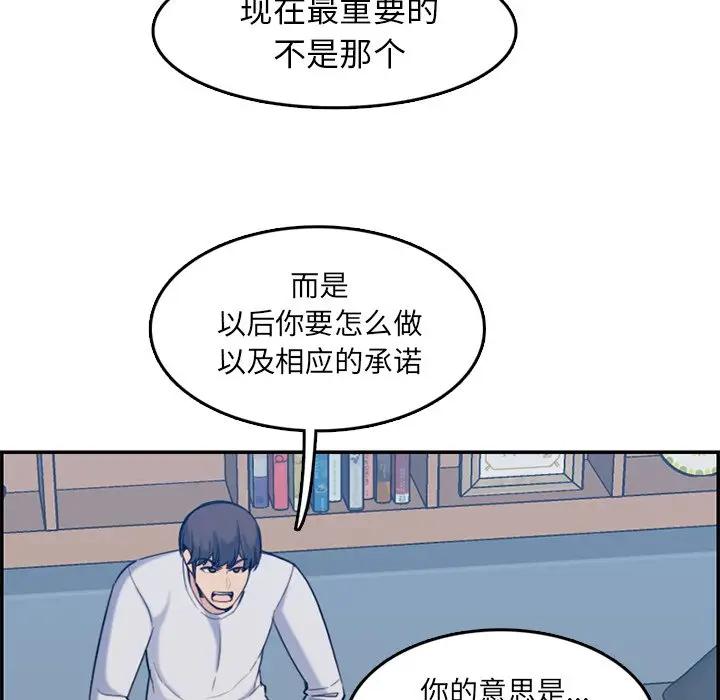 现在最重要的
不是那个
而是
以后你要怎么做
以及相应的承诺
你的意思是...